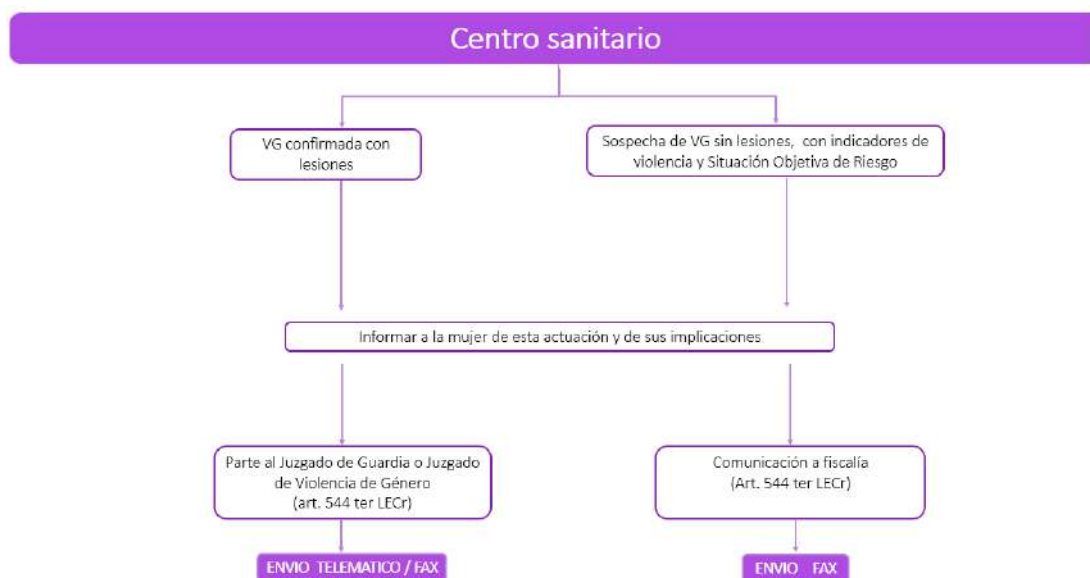 Centro sanitario
VG confirmada con
lesiones
Sospecha de VG sin lesiones, con indicadores de
violencia y Situación Objetiva de Riesgo
Informar a la mujer de esta actuación y de sus implicaciones
Parte al Juzgado de Guardia o Juzgado
de Violencia de Género
(art. 544 ter LECr)
Comunicación a fiscalía
(Art. 544 ter LECr)
ENVIO TELEMATICO / FAX
ENVIO FAX